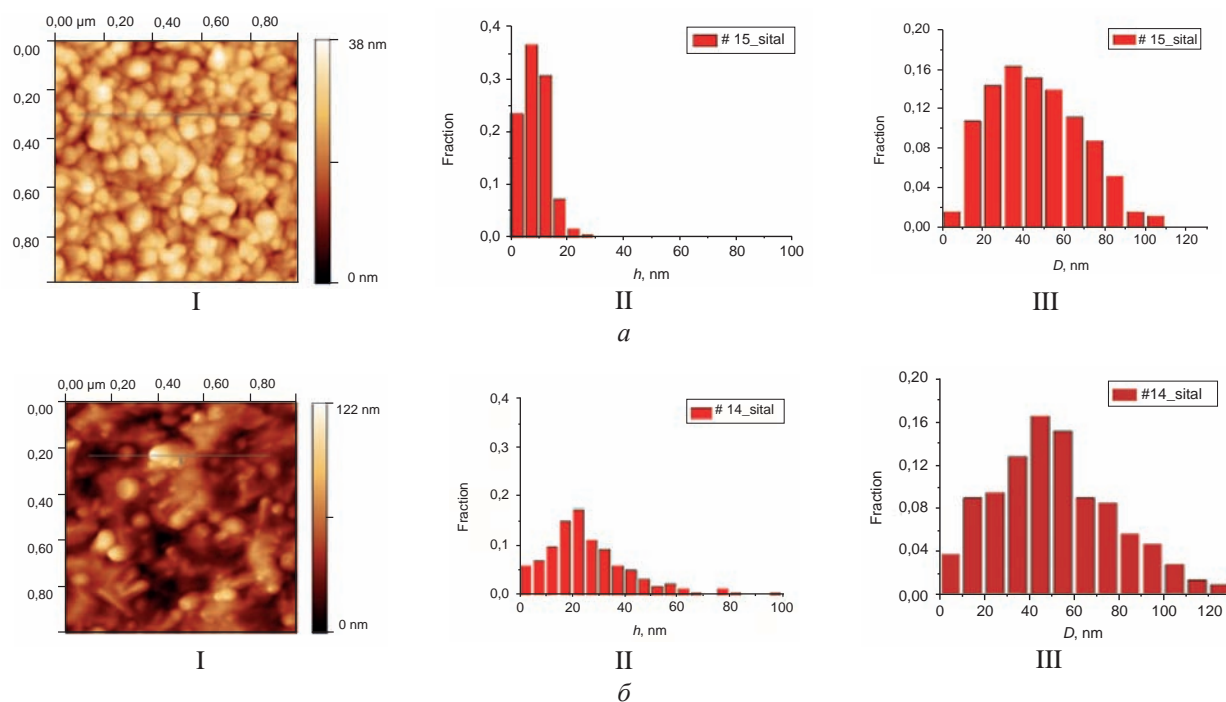 0,00 µm 0,20 0,40 0,60 0,80
0,00
0,20
0,40
0,60
0,80
38 nm
0 nm
I
0,4
0,3
0,2
0,1
0,0
Fraction
# 15_sital
0 20 40 60 80 100
h, nm
II
0,20
0,16
0,12
0,08
0,04
0,00
Fraction
# 15_sital
0 20 40 60 80 100 120
D, nm
III
а
0,00 µm 0,20 0,40 0,60 0,80
0,00
0,20
0,40
0,60
0,80
122 nm
0 nm
I
0,4
0,3
0,2
0,1
0,0
Fraction
# 14_sital
0 20 40 60 80 100
h, nm
II
0,20
0,16
0,12
0,08
0,04
0,00
Fraction
#14_sital
0 20 40 60 80 100 120
D, nm
III
б